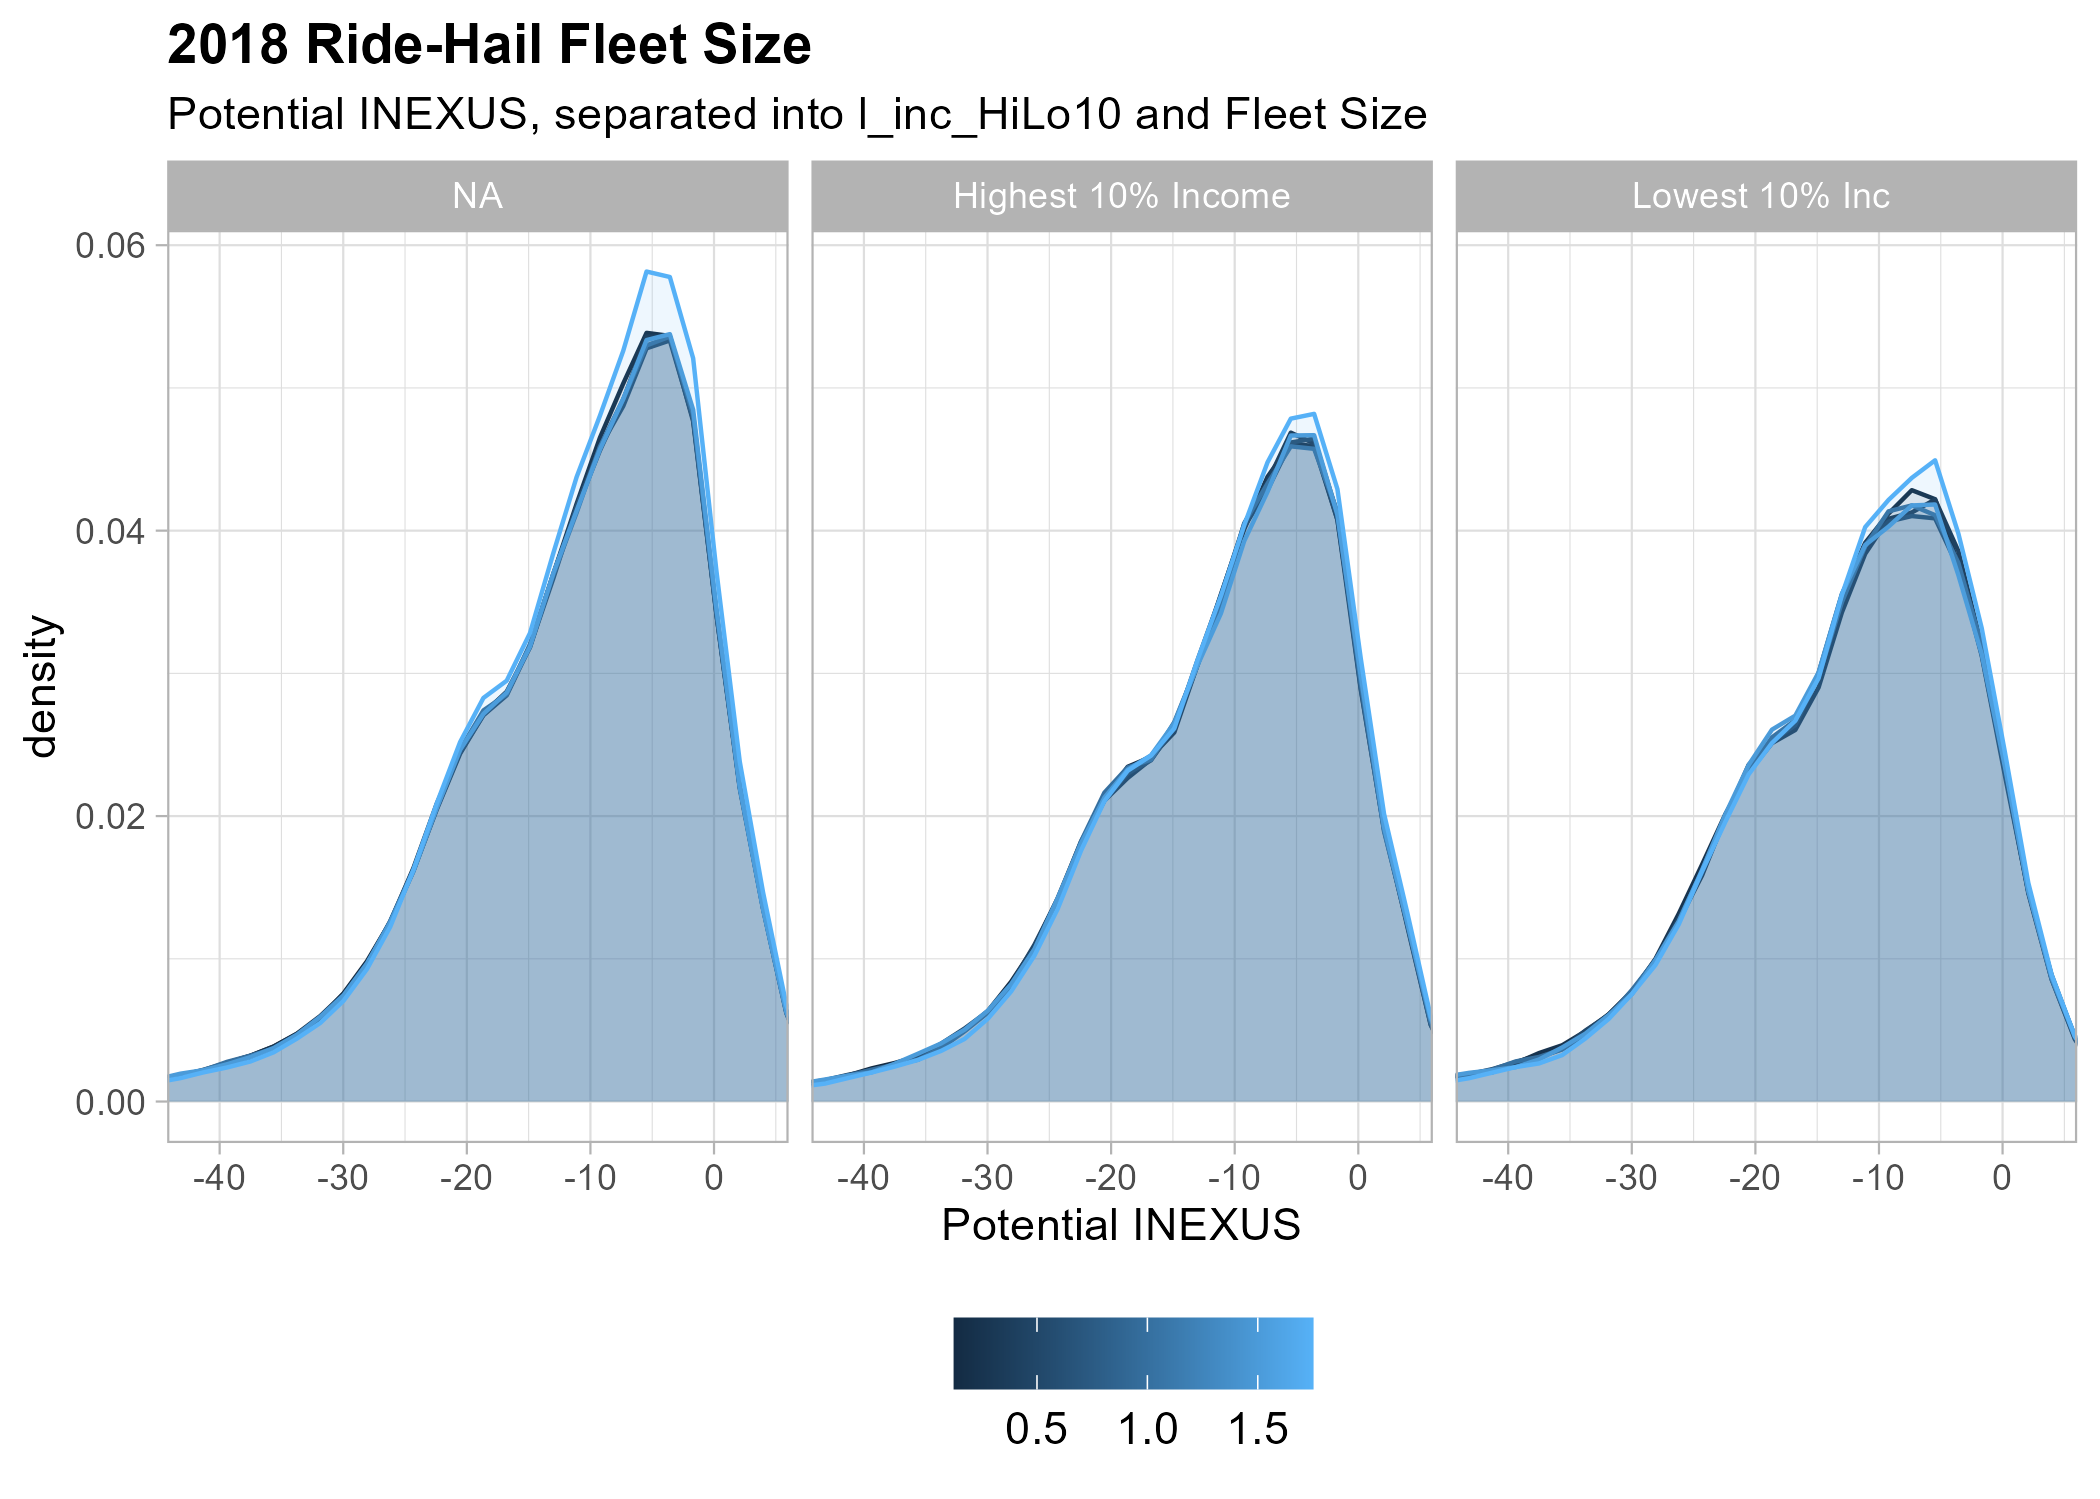 2018 Ride-Hail Fleet Size
Potential INEXUS, separated into l_inc_HiLo10 and Fleet Size
NA
Highest 10% Income
Lowest 10% Inc
density
0.06
0.04
0.02
0.00
-40 -30 -20 -10 0
-40 -30 -20 -10 0
-40 -30 -20 -10 0
Potential INEXUS
0.5 1.0 1.5